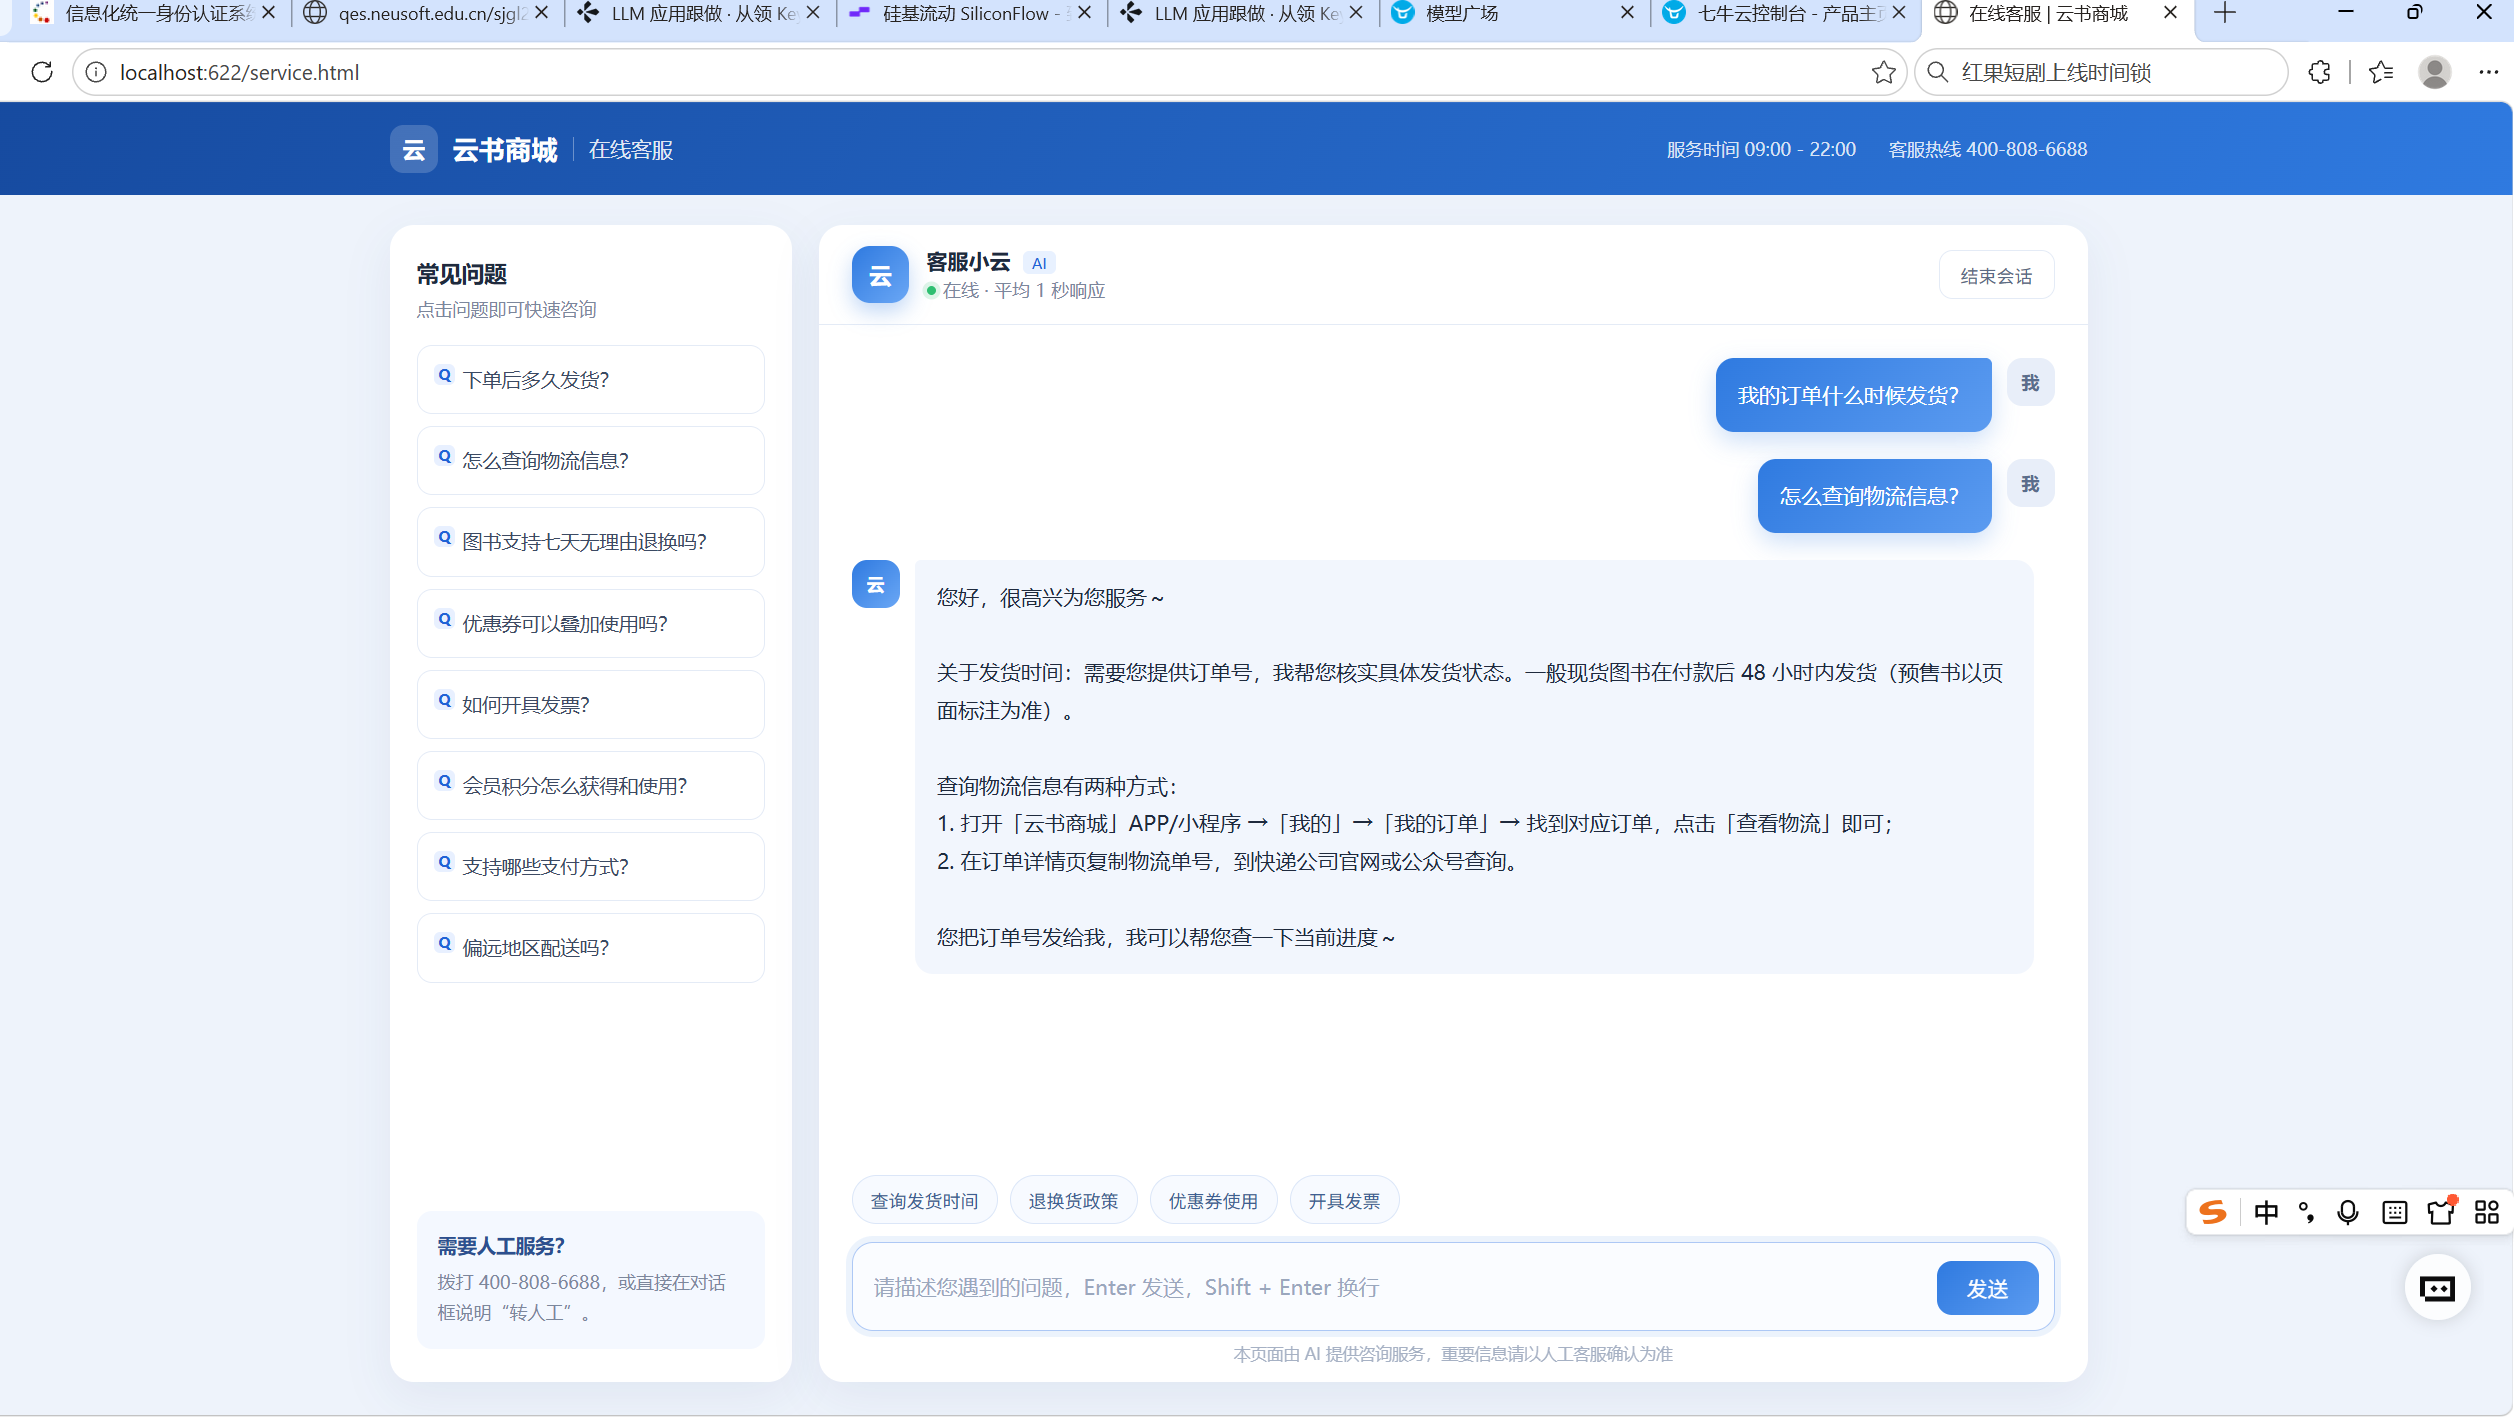 信息化统一身份认证系统
qes.neusoft.edu.cn/sjgl2
LLM 应用跟做 · 从领 Key
硅基流动 SiliconFlow -
LLM 应用跟做 · 从领 Ke
模型广场
七牛云控制台 - 产品主页
在线客服 | 云书商城
localhost:622/service.html
红果短剧上线时间锁
云 云书商城 在线客服
服务时间 09:00 - 22:00 客服热线 400-808-6688
常见问题
点击问题即可快速咨询
Q 下单后多久发货?
Q 怎么查询物流信息?
Q 图书支持七天无理由退换吗?
Q 优惠券可以叠加使用吗?
Q 如何开具发票?
Q 会员积分怎么获得和使用?
Q 支持哪些支付方式?
Q 偏远地区配送吗?
需要人工服务?
拨打 400-808-6688，或直接在对话
框说明“转人工”。
云 客服小云 AI
在线 · 平均 1 秒响应
结束会话
我的订单什么时候发货? 我
怎么查询物流信息? 我
云
您好，很高兴为您服务～
关于发货时间：需要您提供订单号，我帮您核实具体发货状态。一般现货图书在付款后 48 小时内发货（预售书以页
面标注为准）。
查询物流信息有两种方式：
1. 打开「云书商城」APP/小程序 →「我的」→「我的订单」→ 找到对应订单，点击「查看物流」即可；
2. 在订单详情页复制物流单号，到快递公司官网或公众号查询。
您把订单号发给我，我可以帮您查一下当前进度～
查询发货时间 退换货政策 优惠券使用 开具发票
请描述您遇到的问题，Enter 发送，Shift + Enter 换行
发送
本页面由 AI 提供咨询服务，重要信息请以人工客服确认为准
中